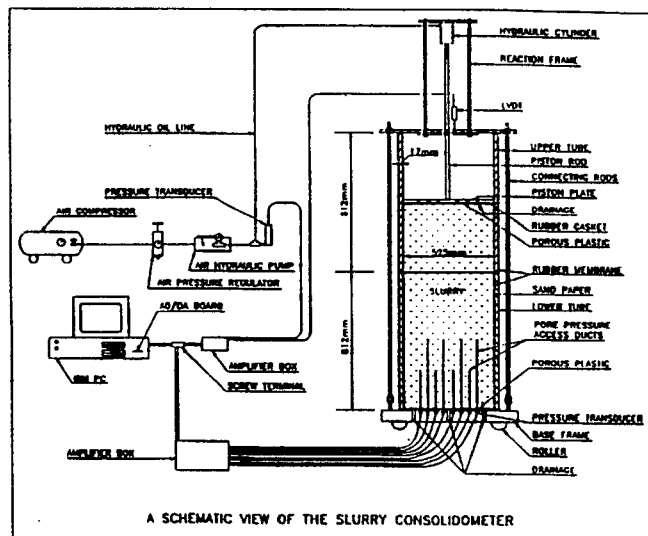 HYDRAULIC CYLINDER
REACTION FRAME
LVDT
HYDRAULIC OIL LINE
UPPER TUBE
17mm
PISTON ROD
CONNECTING RODS
PRESSURE TRANSDUCER
PISTON PLATE
AIR COMPRESSOR
812mm
DRAINAGE
RUBBER GASKET
POROUS PLASTIC
AIR HYDRAULIC PUMP
AIR PRESSURE REGULATOR
RUBBER MEMBRANE
SLURRY
SAND PAPER
LOWER TUBE
AD/DA BOARD
PORE PRESSURE
ACCESS DUCTS
812mm
AMPLIFIER BOX
POROUS PLASTIC
IBM PC
SCREW TERMINAL
PRESSURE TRANSDUCER
BASE FRAME
AMPLIFIER BOX
ROLLER
DRAINAGE
A SCHEMATIC VIEW OF THE SLURRY CONSOLIDOMETER